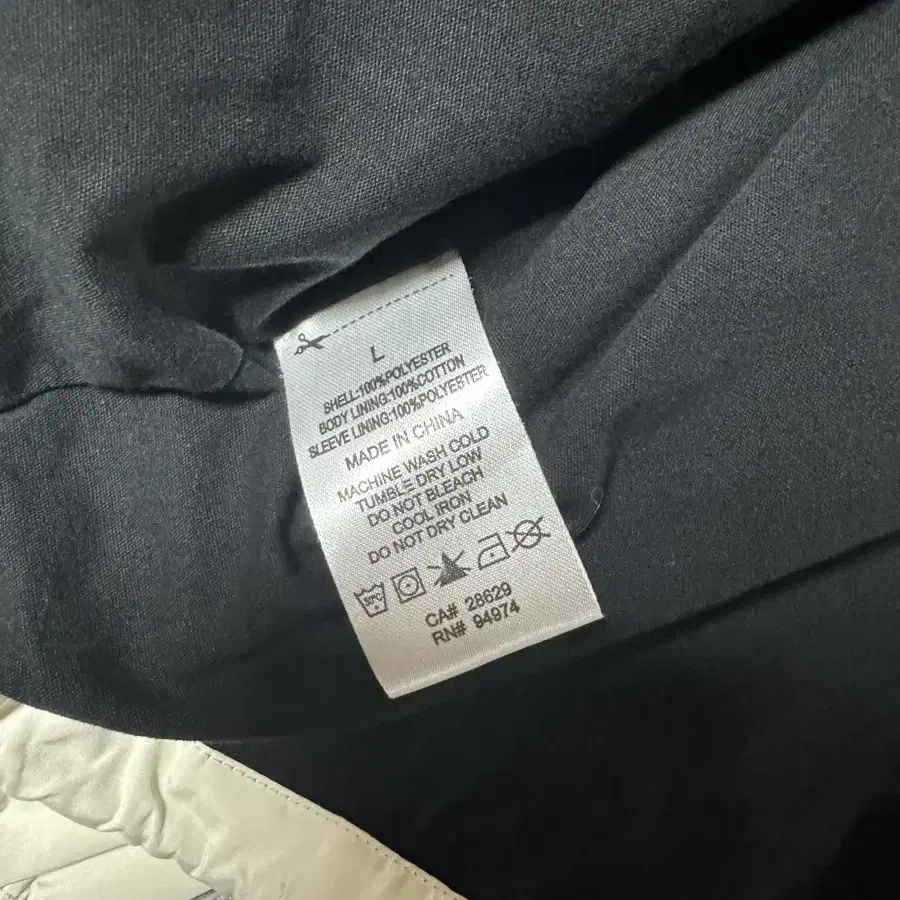 L
SHELL:100%POLYESTER
BODY LINING:100%COTTON
SLEEVE LINING:100%POLYESTER
MADE IN CHINA
MACHINE WASH COLD
TUMBLE DRY LOW
DO NOT BLEACH
COOL IRON
DO NOT DRY CLEAN
CA# 28629
RN# 94974